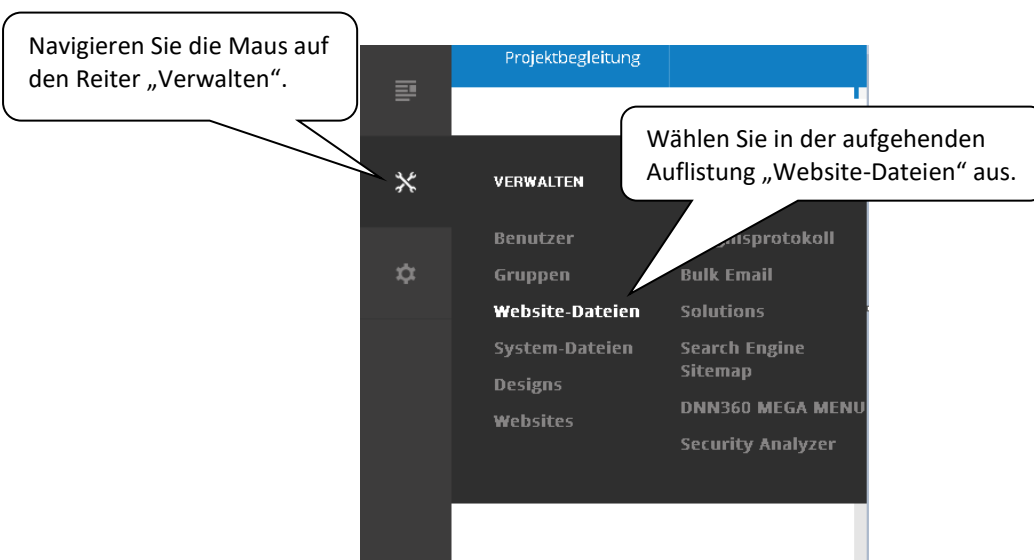 Navigieren Sie die Maus auf
den Reiter „Verwalten“.
Projektbegleitung
Wählen Sie in der aufgehenden
Auflistung „Website-Dateien“ aus.
VERWALTEN
Benutzer
Gruppen
Website-Dateien
System-Dateien
Designs
Websites
Bulk Email
Solutions
Search Engine
Sitemap
DNN360 MEGA MENU
Security Analyzer